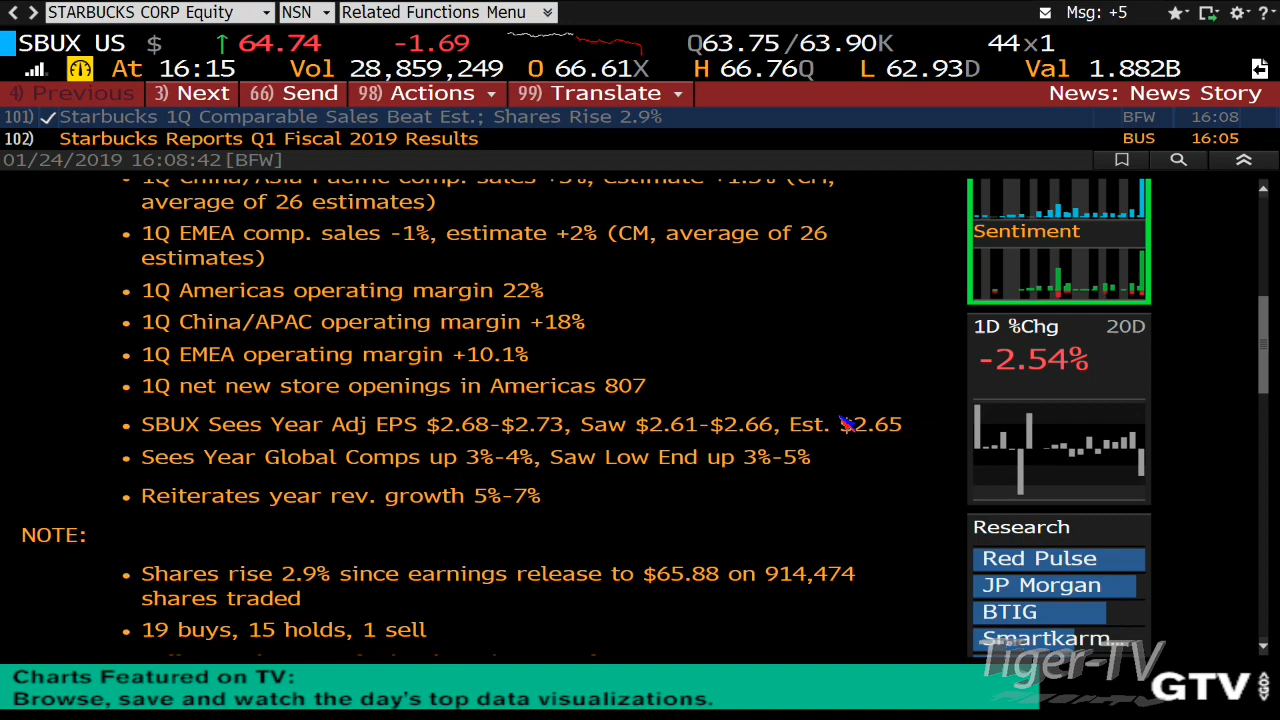 STARBUCKS CORP Equity NSN Related Functions Menu Msg: +5
SBUX US $ ↑ 64.74 -1.69 Q63.75/63.90K 44x1
At 16:15 Vol 28,859,249 O 66.61X H 66.76Q L 62.93D Val 1.882B
4) Previous 3) Next 66) Send 98) Actions 99) Translate News: News Story
101) Starbucks 1Q Comparable Sales Beat Est.; Shares Rise 2.9% BFW 16:08
102) Starbucks Reports Q1 Fiscal 2019 Results BUS 16:05
01/24/2019 16:08:42 [BFW]
average of 26 estimates)
• 1Q EMEA comp. sales -1%, estimate +2% (CM, average of 26
estimates)
• 1Q Americas operating margin 22%
• 1Q China/APAC operating margin +18%
• 1Q EMEA operating margin +10.1%
• 1Q net new store openings in Americas 807
• SBUX Sees Year Adj EPS $2.68-$2.73, Saw $2.61-$2.66, Est. $2.65
• Sees Year Global Comps up 3%-4%, Saw Low End up 3%-5%
• Reiterates year rev. growth 5%-7%
NOTE:
• Shares rise 2.9% since earnings release to $65.88 on 914,474
shares traded
• 19 buys, 15 holds, 1 sell
Sentiment
1D %Chg 20D
-2.54%
Research
Red Pulse
JP Morgan
BTIG
Smartkarm...
Tiger-TV
Charts Featured on TV:
Browse, save and watch the day's top data visualizations.
GTV